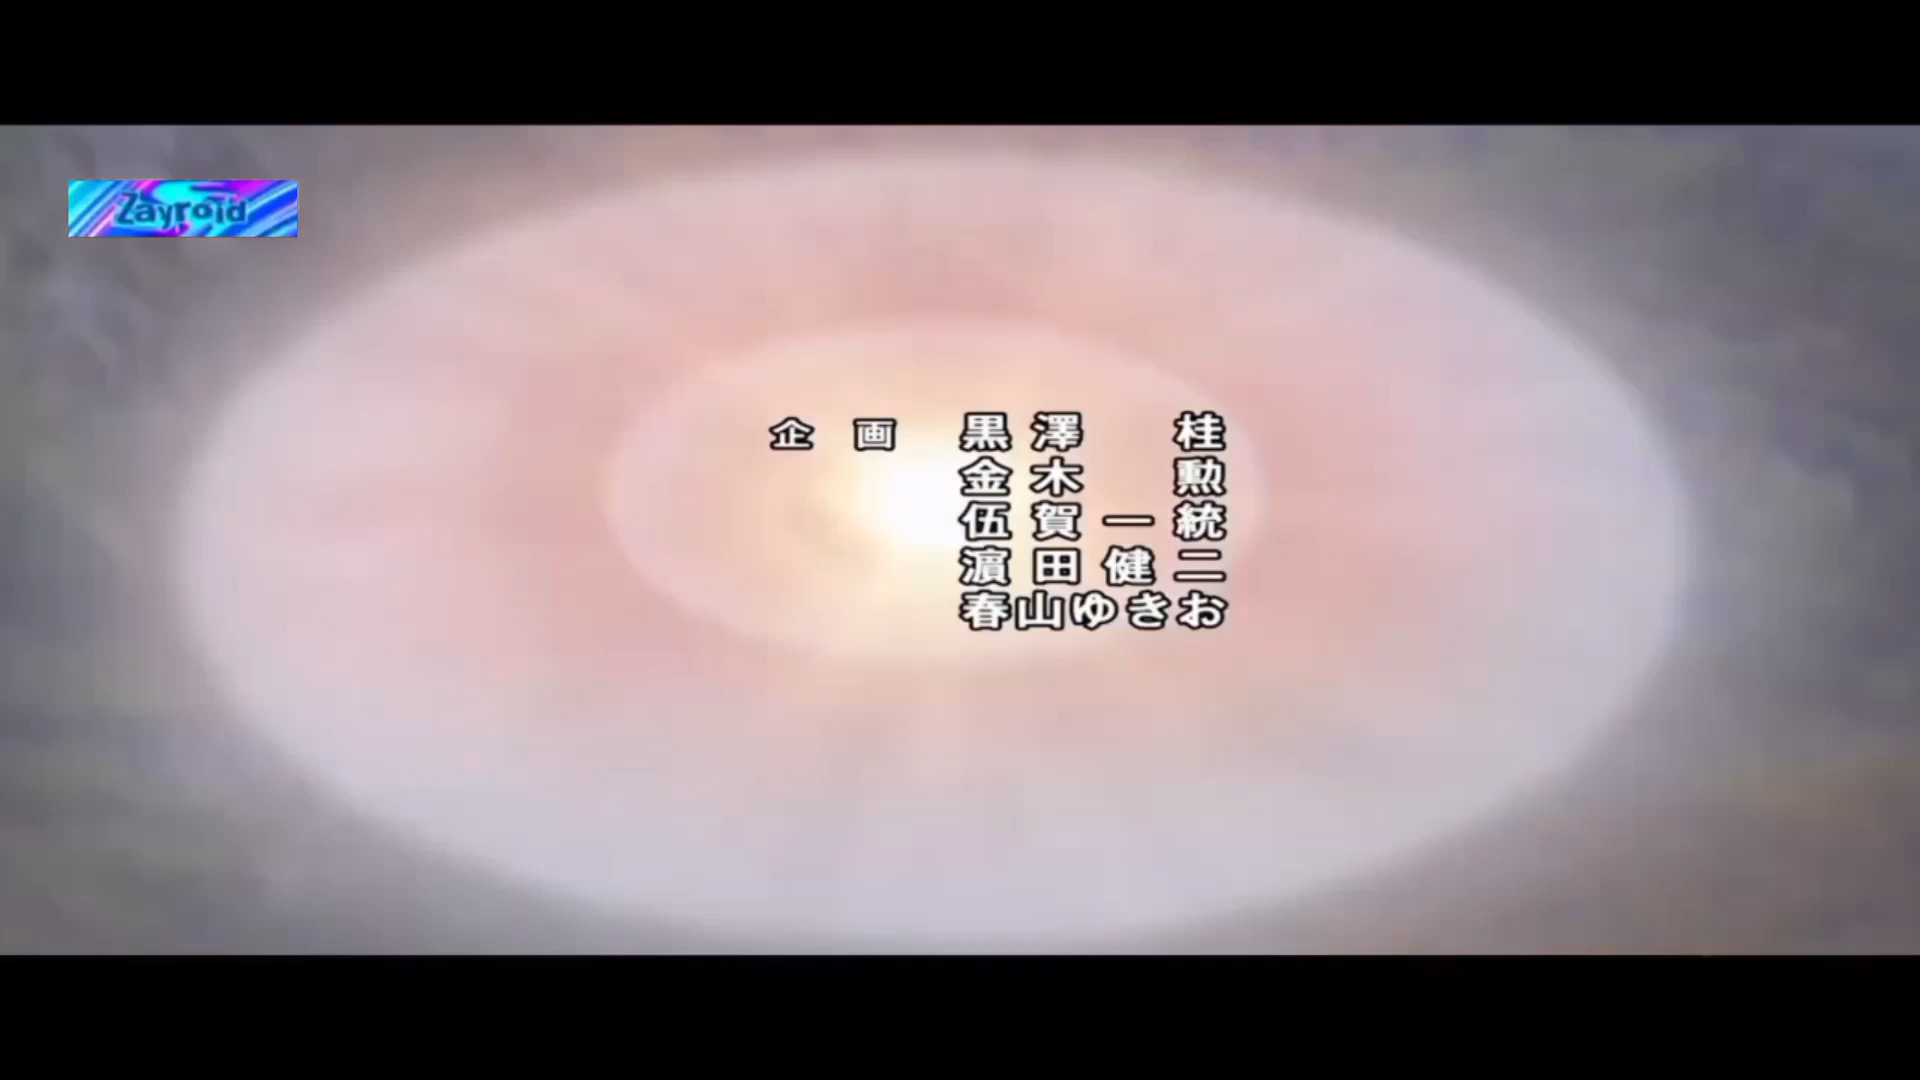 Zayroid
企画 黒澤 桂
金木 勲
伍賀一統
濵田健二
春山ゆきお